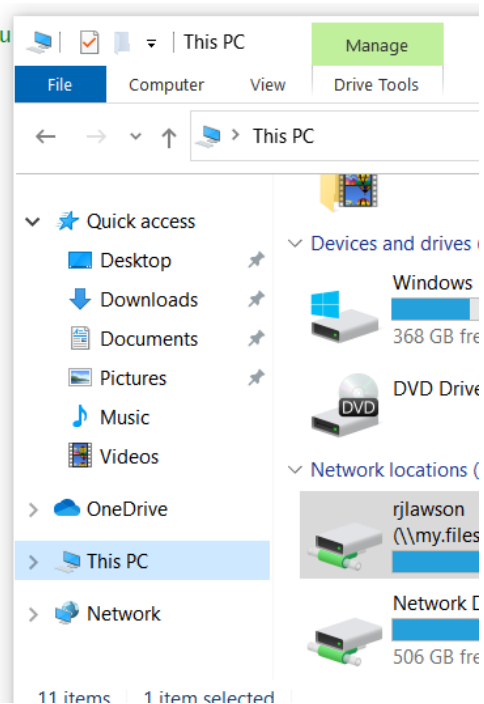 This PC
Manage
File
Computer
View
Drive Tools
This PC
Quick access
Desktop
Downloads
Documents
Pictures
Music
Videos
OneDrive
This PC
Network
Devices and drives
Windows
368 GB fre
DVD Drive
DVD
Network locations (
rjlawson
(\\my.files
Network D
506 GB fre
11 items
1 item selected